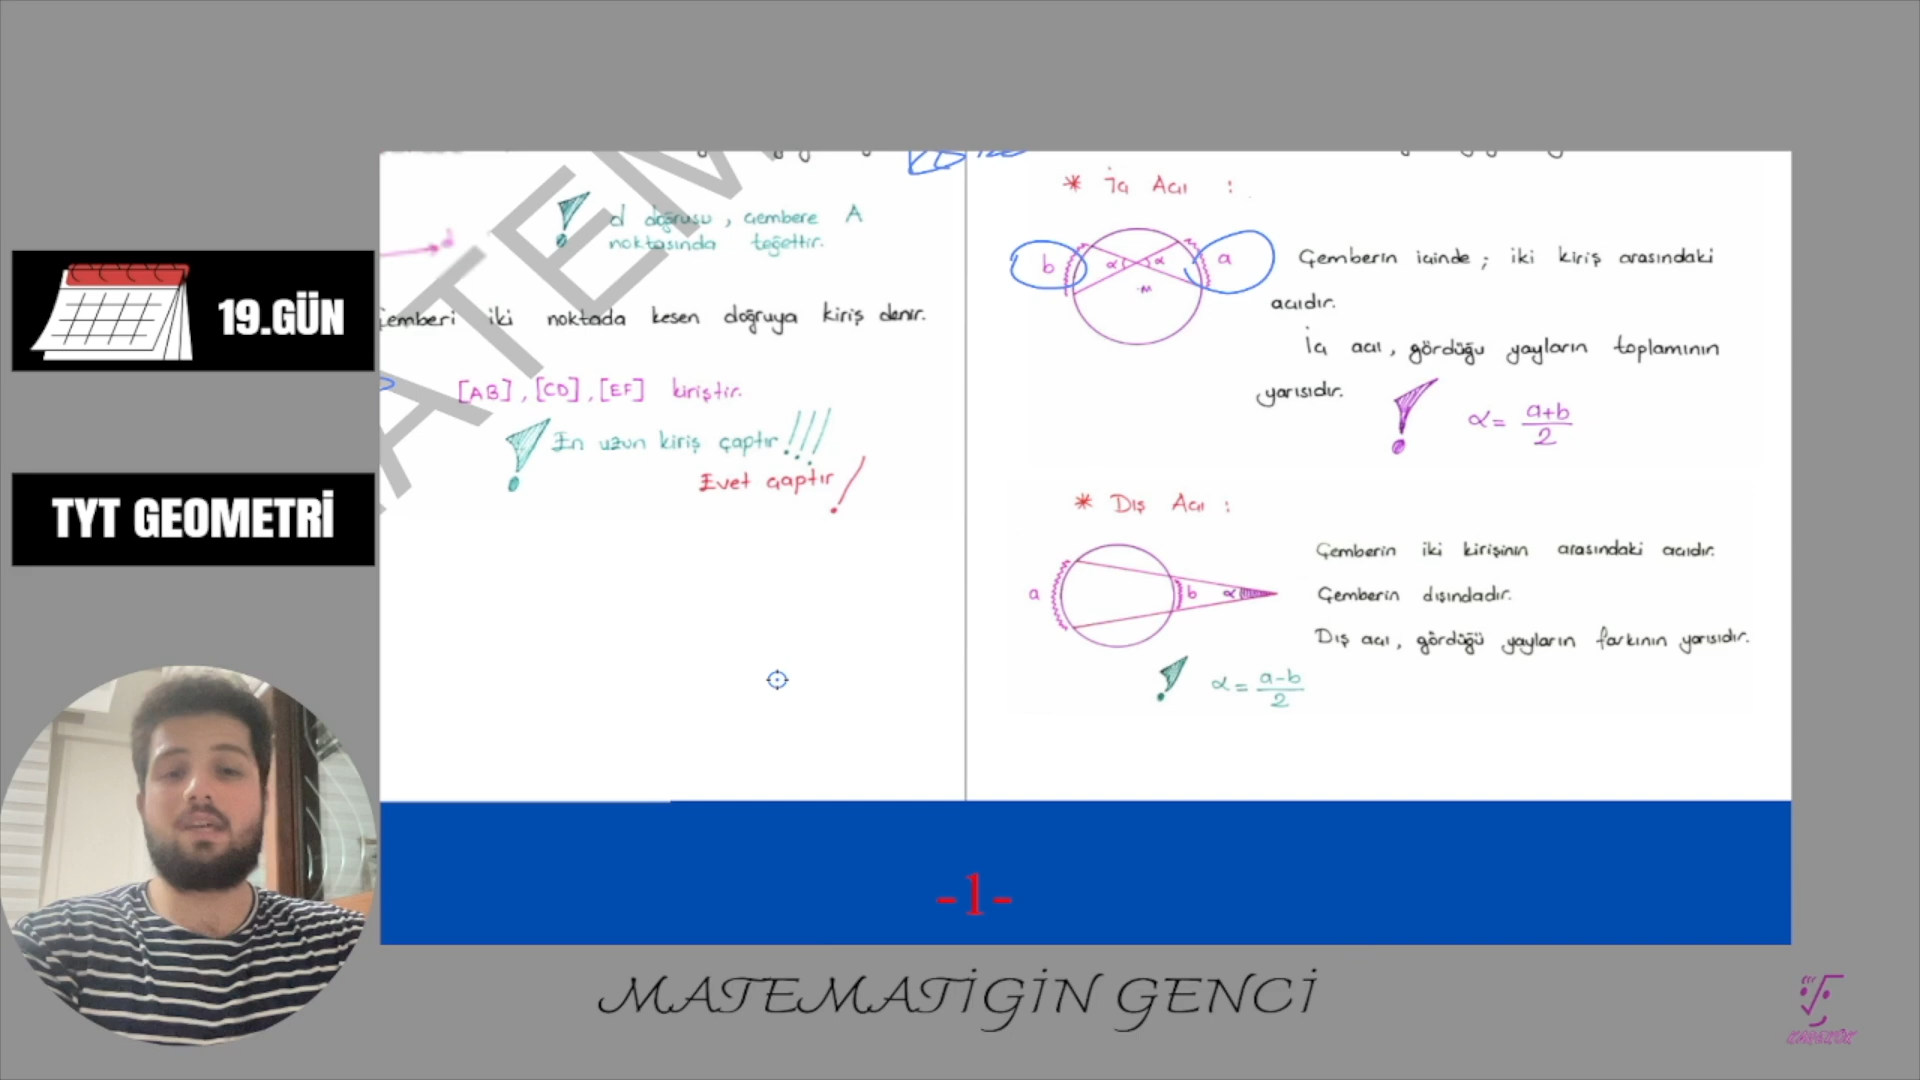 19.GÜN
TYT GEOMETRİ
MATEM
d doğrusu, çembere A
noktasında teğettir.
Çemberi iki noktada kesen doğruya kiriş denir.
[AB], [CD], [EF] kiriştir.
En uzun kiriş çaptır!!!
Evet çaptır!
* İç Açı :
b α α a
M
Çemberin içinde; iki kiriş arasındaki
açıdır.
İç açı, gördüğü yayların toplamının
yarısıdır.
α = a+b
2
* Dış Açı :
a b α
Çemberin iki kirişinin arasındaki açıdır.
Çemberin dışındadır.
Dış açı, gördüğü yayların farkının yarısıdır.
α = a-b
2
-1-
MATEMATİGİN GENCİ
KAREKÖK